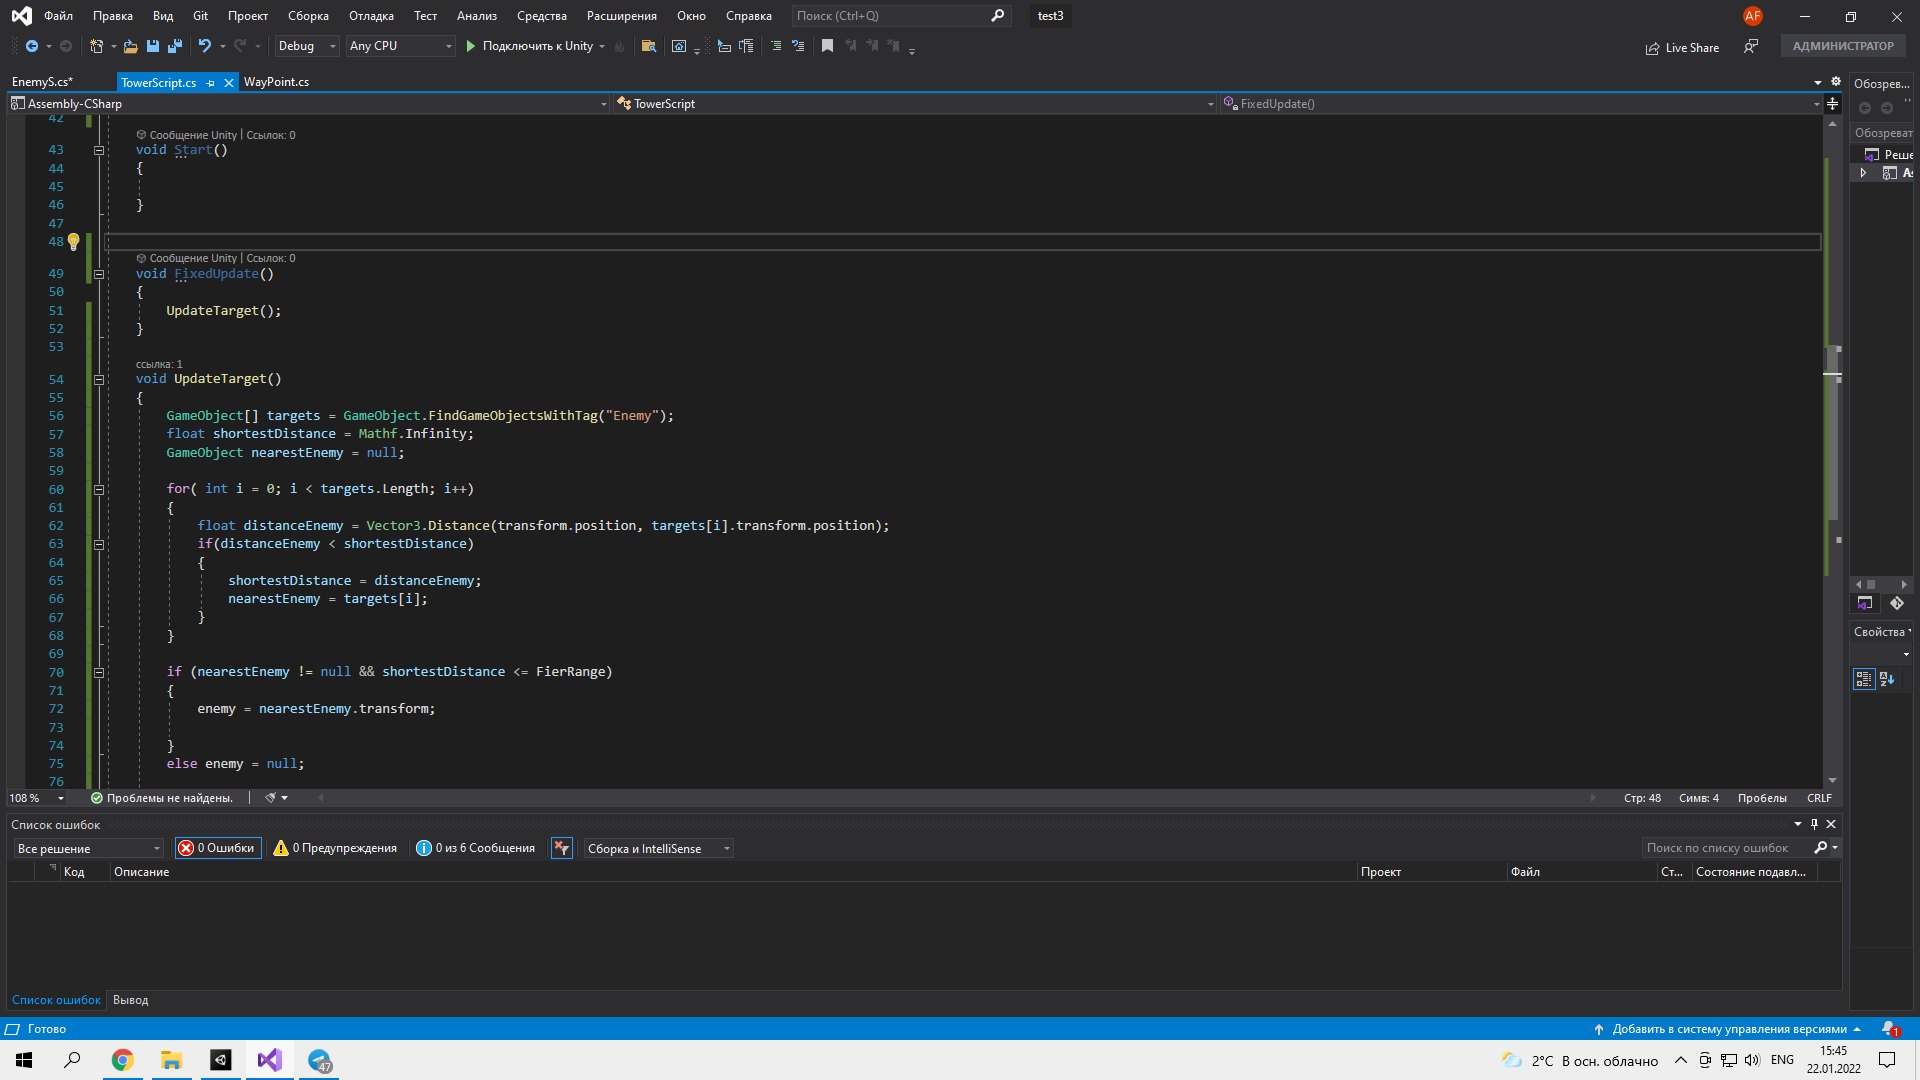 Файл Правка Вид Git Проект Сборка Отладка Тест Анализ Средства Расширения Окно Справка Поиск (Ctrl+Q) test3 AF
Debug Any CPU Подключить к Unity Live Share АДМИНИСТРАТОР
EnemyS.cs* TowerScript.cs WayPoint.cs Обозрев...
Assembly-CSharp TowerScript FixedUpdate()
Обозреват
Реше
As
42
Сообщение Unity | Ссылок: 0
43 void Start()
44 {
45
46 }
47
48
Сообщение Unity | Ссылок: 0
49 void FixedUpdate()
50 {
51 UpdateTarget();
52 }
53
ссылка: 1
54 void UpdateTarget()
55 {
56 GameObject[] targets = GameObject.FindGameObjectsWithTag("Enemy");
57 float shortestDistance = Mathf.Infinity;
58 GameObject nearestEnemy = null;
59
60 for( int i = 0; i < targets.Length; i++)
61 {
62 float distanceEnemy = Vector3.Distance(transform.position, targets[i].transform.position);
63 if(distanceEnemy < shortestDistance)
64 {
65 shortestDistance = distanceEnemy;
66 nearestEnemy = targets[i];
67 }
68 }
69
70 if (nearestEnemy != null && shortestDistance <= FierRange)
71 {
72 enemy = nearestEnemy.transform;
73
74 }
75 else enemy = null;
76
Свойства
108 % Проблемы не найдены. Стр: 48 Симв: 4 Пробелы CRLF
Список ошибок
Все решение 0 Ошибки 0 Предупреждения 0 из 6 Сообщения Сборка и IntelliSense Поиск по списку ошибок
Код Описание Проект Файл Ст... Состояние подавл...
Список ошибок Вывод
Готово Добавить в систему управления версиями 1
47 2°C В осн. облачно ENG 15:45
22.01.2022